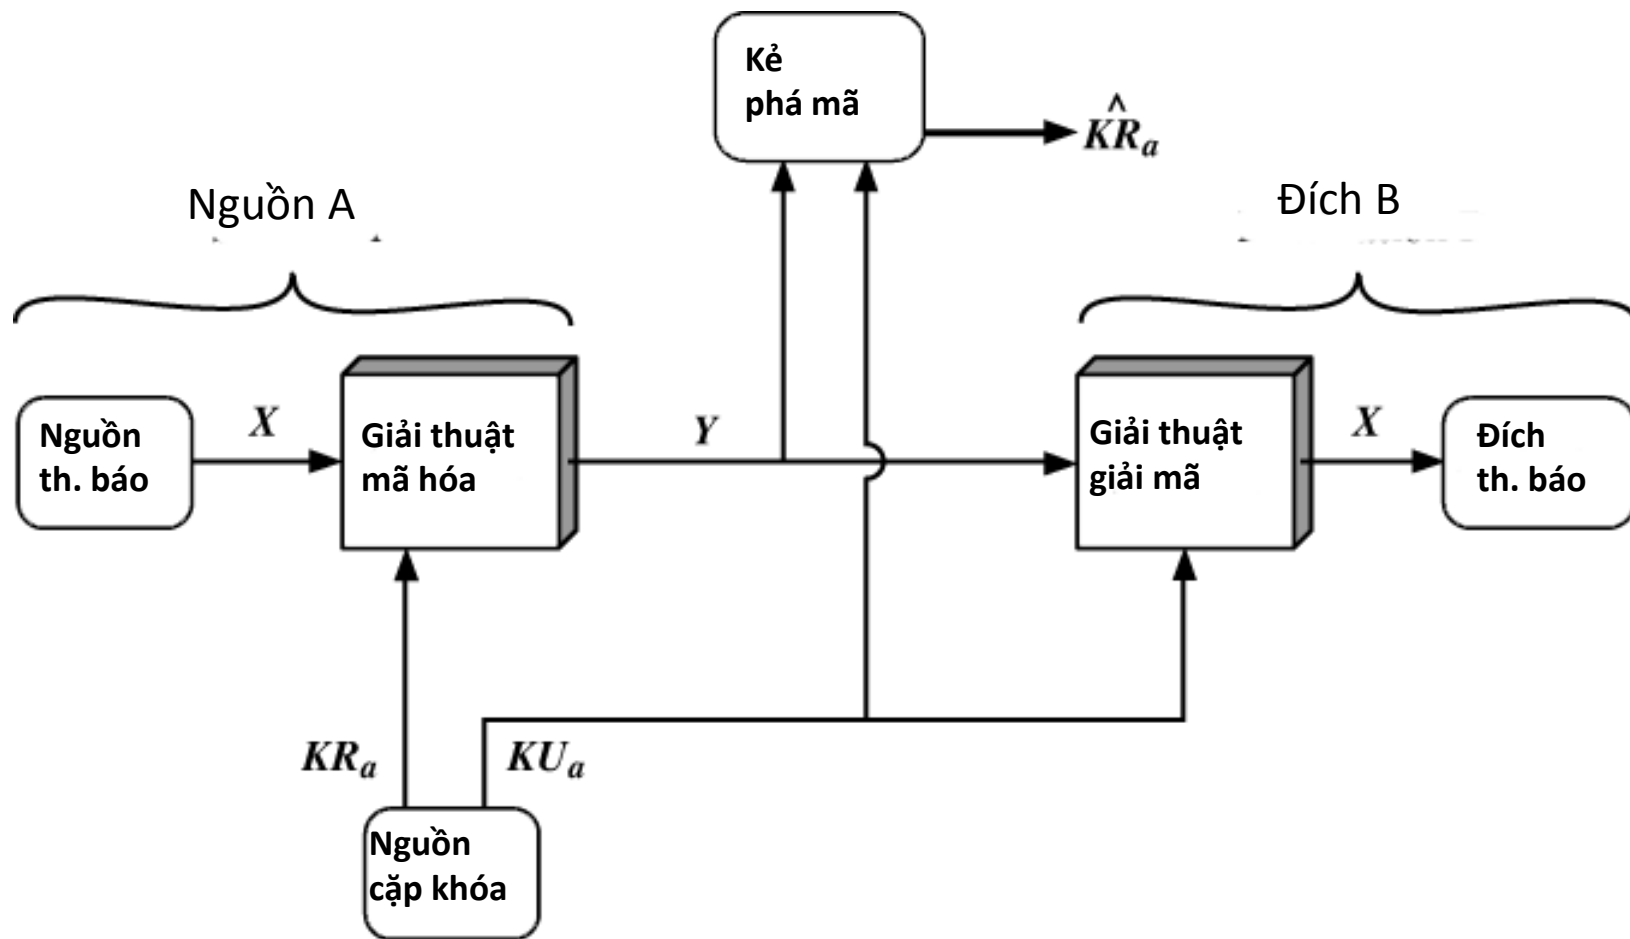 Kẻ
phá mã
K̂Rₐ
Nguồn A
Đích B
Nguồn
th. báo
X
Giải thuật
mã hóa
Y
Giải thuật
giải mã
X
Đích
th. báo
KRₐ
KUₐ
Nguồn
cặp khóa